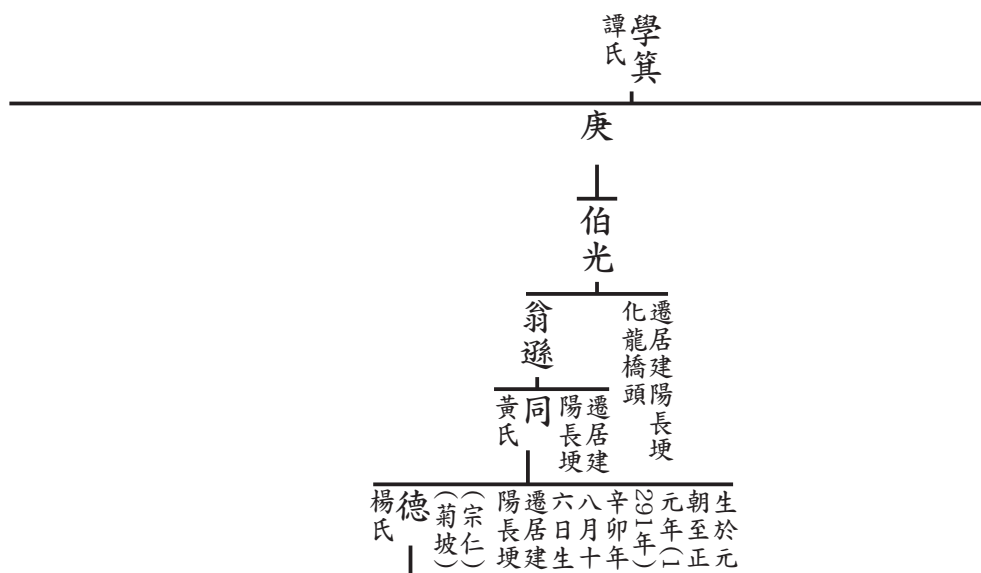 學箕
譚氏
庚
伯光
遷居建陽長埂
化龍橋頭
翁遜
遷居建
陽長埂
同
黃氏
生於元
朝至正
元年(1
291年)
辛卯年
八月十
六日生
遷居建
陽長埂
(宗仁)
(菊坡)
德
楊氏